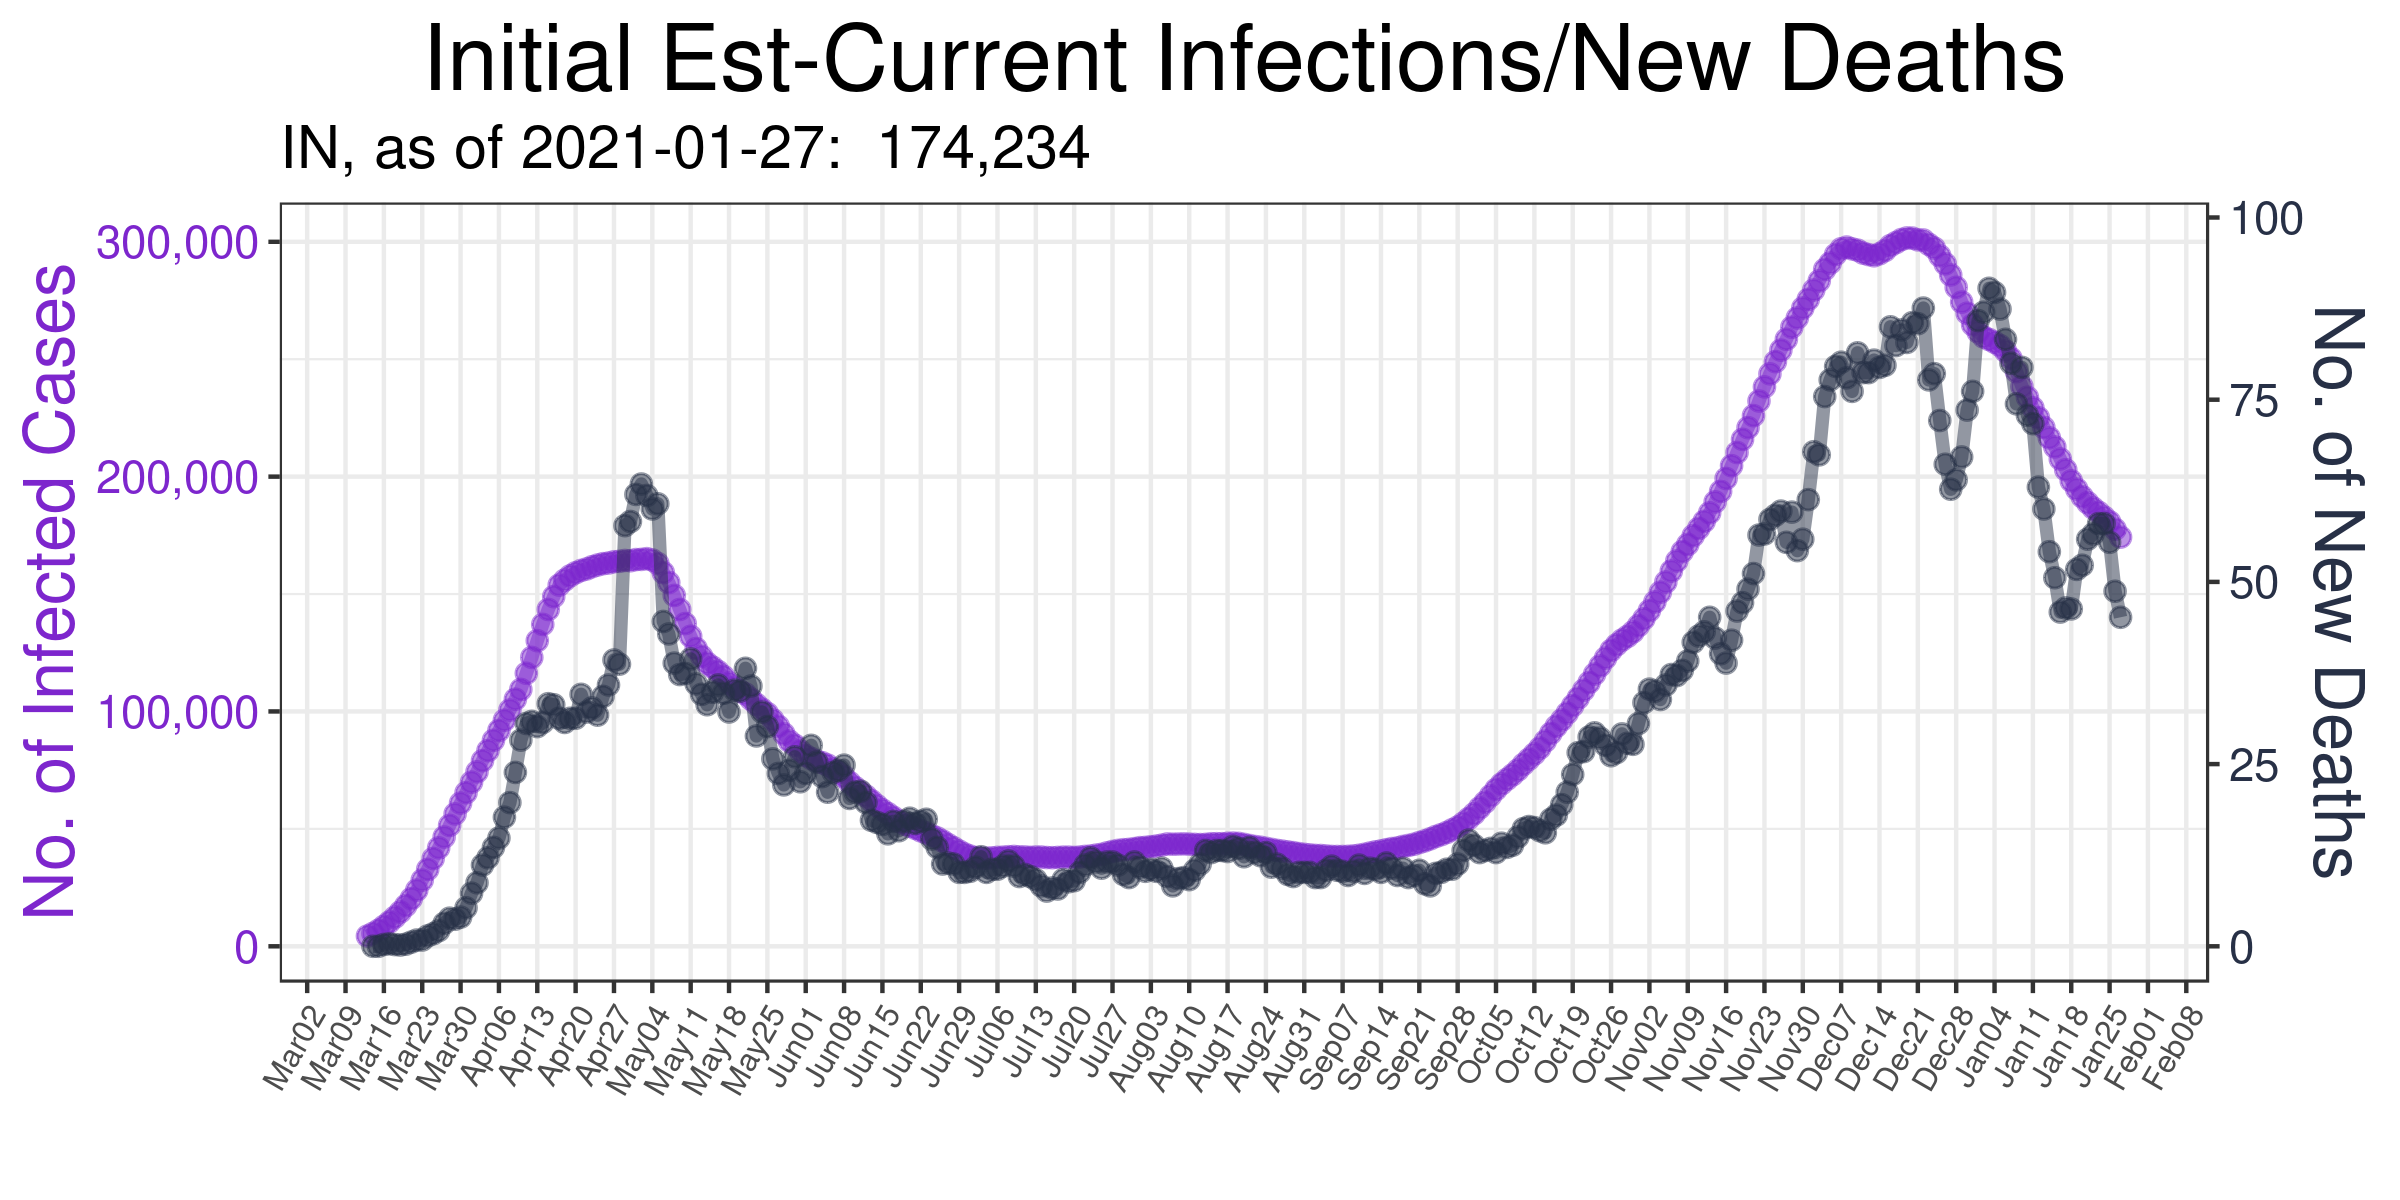 Initial Est-Current Infections/New Deaths
IN, as of 2021-01-27:  174,234
No. of Infected Cases
300,000
200,000
100,000
0
100
75
50
25
0
No. of New Deaths
Mar02 Mar09 Mar16 Mar23 Mar30 Apr06 Apr13 Apr20 Apr27 May04 May11 May18 May25 Jun01 Jun08 Jun15 Jun22 Jun29 Jul06 Jul13 Jul20 Jul27 Aug03 Aug10 Aug17 Aug24 Aug31 Sep07 Sep14 Sep21 Sep28 Oct05 Oct12 Oct19 Oct26 Nov02 Nov09 Nov16 Nov23 Nov30 Dec07 Dec14 Dec21 Dec28 Jan04 Jan11 Jan18 Jan25 Feb01 Feb08